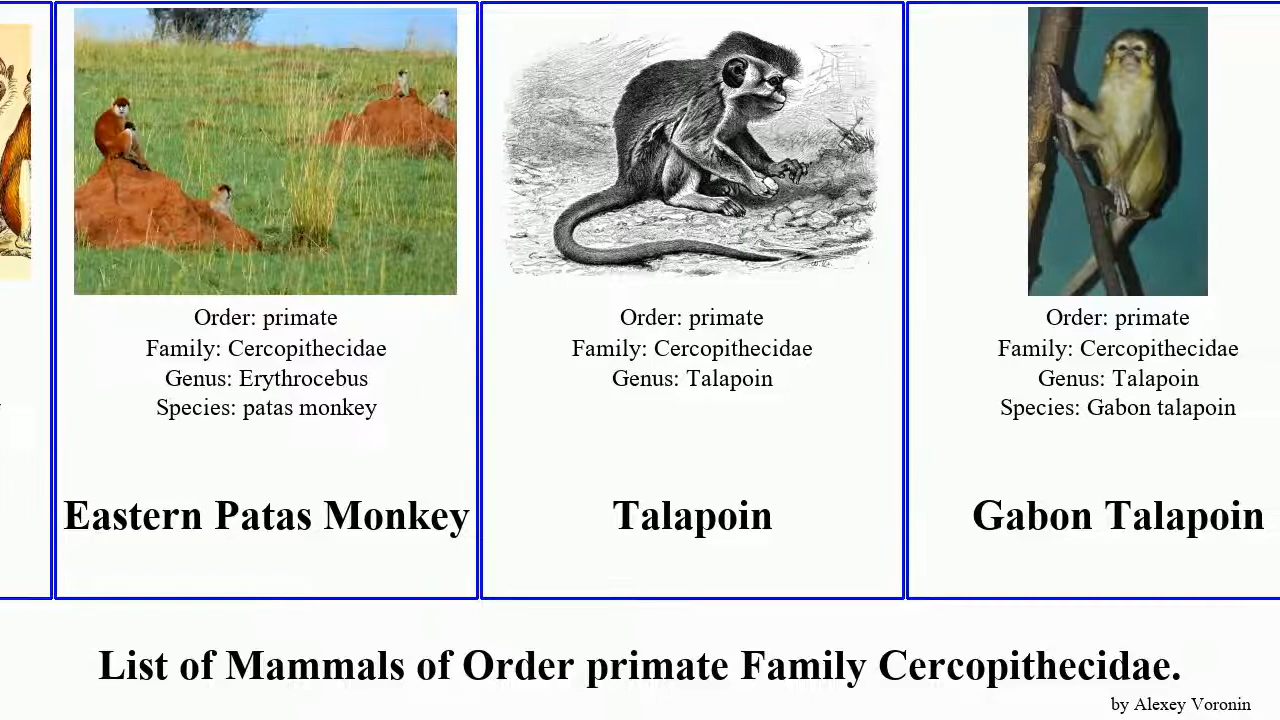 Order: primate
Family: Cercopithecidae
Genus: Erythrocebus
Species: patas monkey
Eastern Patas Monkey
Order: primate
Family: Cercopithecidae
Genus: Talapoin
Talapoin
Order: primate
Family: Cercopithecidae
Genus: Talapoin
Species: Gabon talapoin
Gabon Talapoin
List of Mammals of Order primate Family Cercopithecidae.
by Alexey Voronin